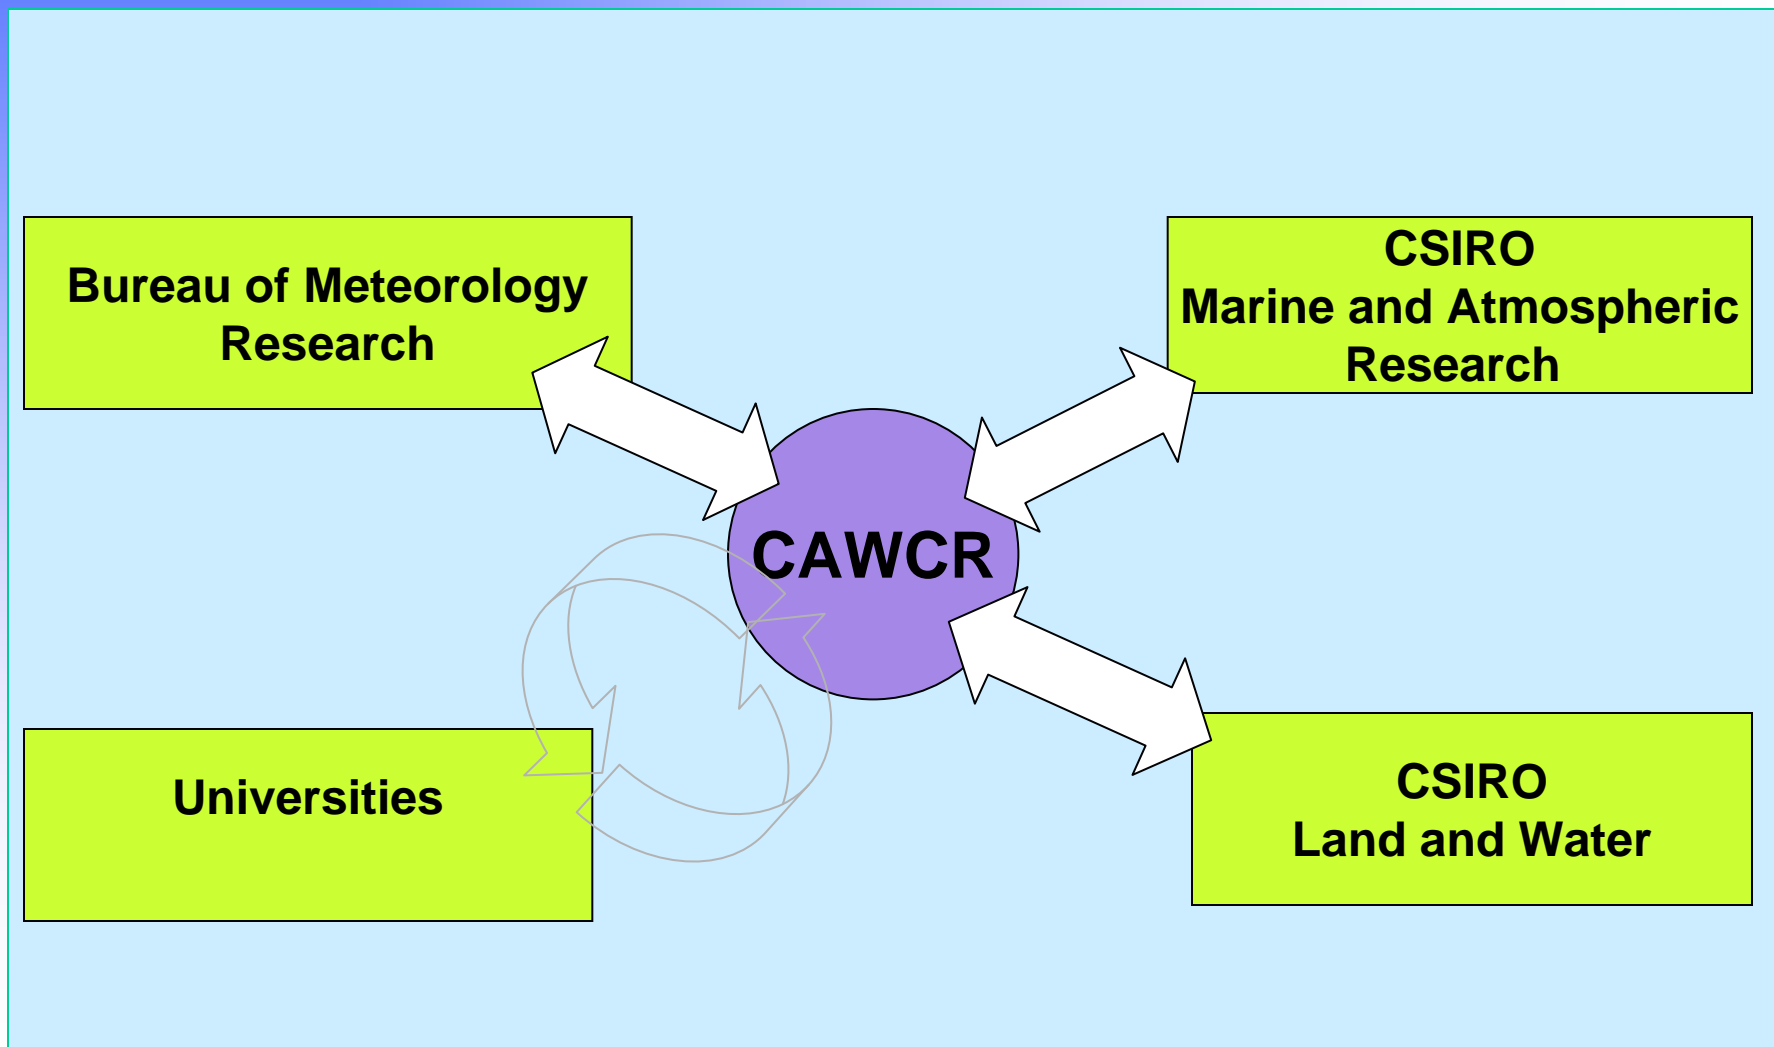 Bureau of Meteorology
Research
CSIRO
Marine and Atmospheric
Research
CAWCR
Universities
CSIRO
Land and Water